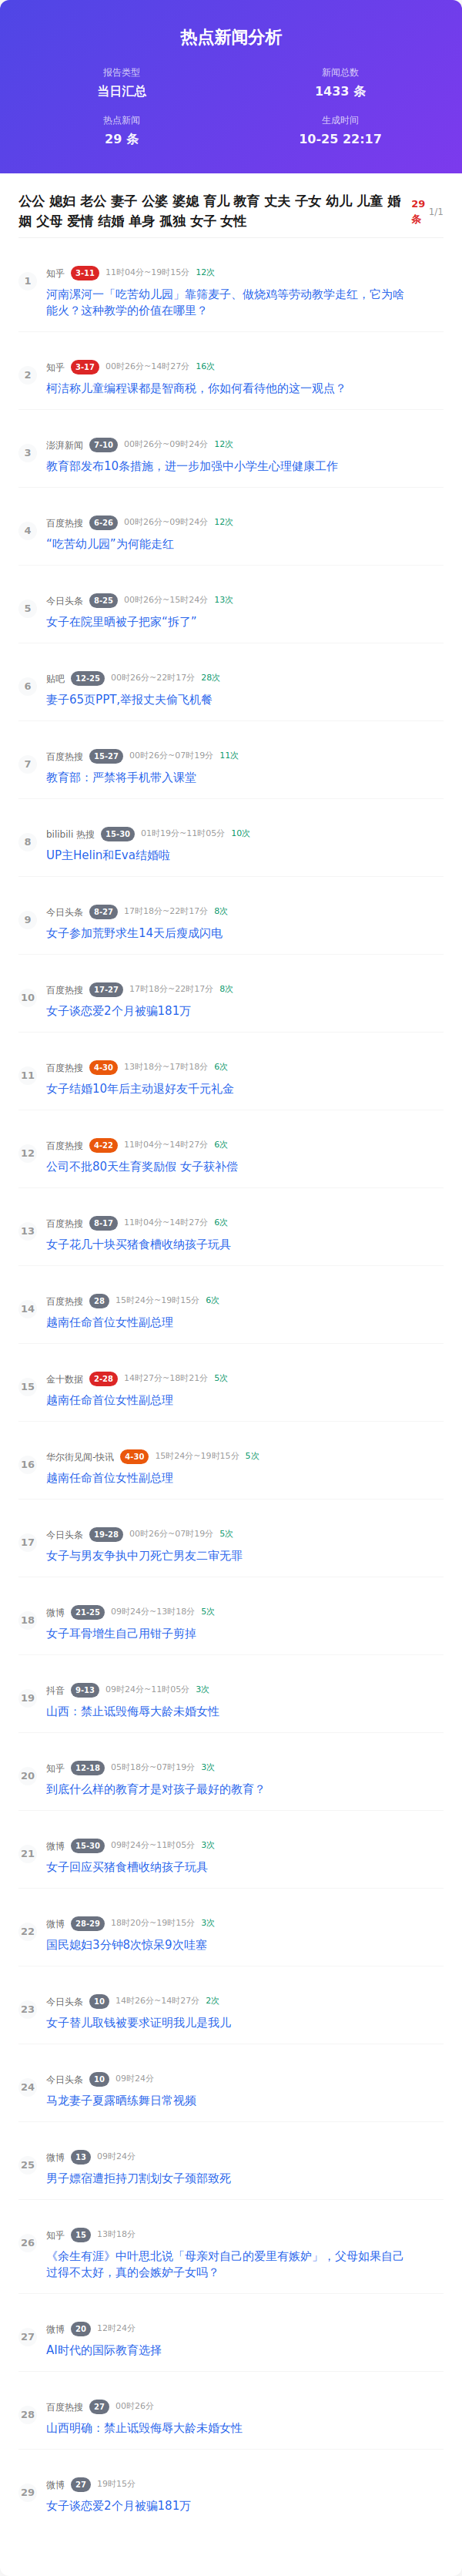 热点新闻分析
报告类型
当日汇总
新闻总数
1433 条
热点新闻
29 条
生成时间
10-25 22:17
公公 媳妇 老公 妻子 公婆 婆媳 育儿 教育 丈夫 子女 幼儿 儿童 婚
姻 父母 爱情 结婚 单身 孤独 女子 女性
29
条
1/1
1
知乎 3-11 11时04分~19时15分 12次
河南漯河一「吃苦幼儿园」靠筛麦子、做烧鸡等劳动教学走红，它为啥
能火？这种教学的价值在哪里？
2
知乎 3-17 00时26分~14时27分 16次
柯洁称儿童编程课都是智商税，你如何看待他的这一观点？
3
澎湃新闻 7-10 00时26分~09时24分 12次
教育部发布10条措施，进一步加强中小学生心理健康工作
4
百度热搜 6-26 00时26分~09时24分 12次
“吃苦幼儿园”为何能走红
5
今日头条 8-25 00时26分~15时24分 13次
女子在院里晒被子把家“拆了”
6
贴吧 12-25 00时26分~22时17分 28次
妻子65页PPT,举报丈夫偷飞机餐
7
百度热搜 15-27 00时26分~07时19分 11次
教育部：严禁将手机带入课堂
8
bilibili 热搜 15-30 01时19分~11时05分 10次
UP主Helin和Eva结婚啦
9
今日头条 8-27 17时18分~22时17分 8次
女子参加荒野求生14天后瘦成闪电
10
百度热搜 17-27 17时18分~22时17分 8次
女子谈恋爱2个月被骗181万
11
百度热搜 4-30 13时18分~17时18分 6次
女子结婚10年后主动退好友千元礼金
12
百度热搜 4-22 11时04分~14时27分 6次
公司不批80天生育奖励假 女子获补偿
13
百度热搜 8-17 11时04分~14时27分 6次
女子花几十块买猪食槽收纳孩子玩具
14
百度热搜 28 15时24分~19时15分 6次
越南任命首位女性副总理
15
金十数据 2-28 14时27分~18时21分 5次
越南任命首位女性副总理
16
华尔街见闻-快讯 4-30 15时24分~19时15分 5次
越南任命首位女性副总理
17
今日头条 19-28 00时26分~07时19分 5次
女子与男友争执中刀死亡男友二审无罪
18
微博 21-25 09时24分~13时18分 5次
女子耳骨增生自己用钳子剪掉
19
抖音 9-13 09时24分~11时05分 3次
山西：禁止诋毁侮辱大龄未婚女性
20
知乎 12-18 05时18分~07时19分 3次
到底什么样的教育才是对孩子最好的教育？
21
微博 15-30 09时24分~11时05分 3次
女子回应买猪食槽收纳孩子玩具
22
微博 28-29 18时20分~19时15分 3次
国民媳妇3分钟8次惊呆9次哇塞
23
今日头条 10 14时26分~14时27分 2次
女子替儿取钱被要求证明我儿是我儿
24
今日头条 10 09时24分
马龙妻子夏露晒练舞日常视频
25
微博 13 09时24分
男子嫖宿遭拒持刀割划女子颈部致死
26
知乎 15 13时18分
《余生有涯》中叶思北说「母亲对自己的爱里有嫉妒」，父母如果自己
过得不太好，真的会嫉妒子女吗？
27
微博 20 12时24分
AI时代的国际教育选择
28
百度热搜 27 00时26分
山西明确：禁止诋毁侮辱大龄未婚女性
29
微博 27 19时15分
女子谈恋爱2个月被骗181万